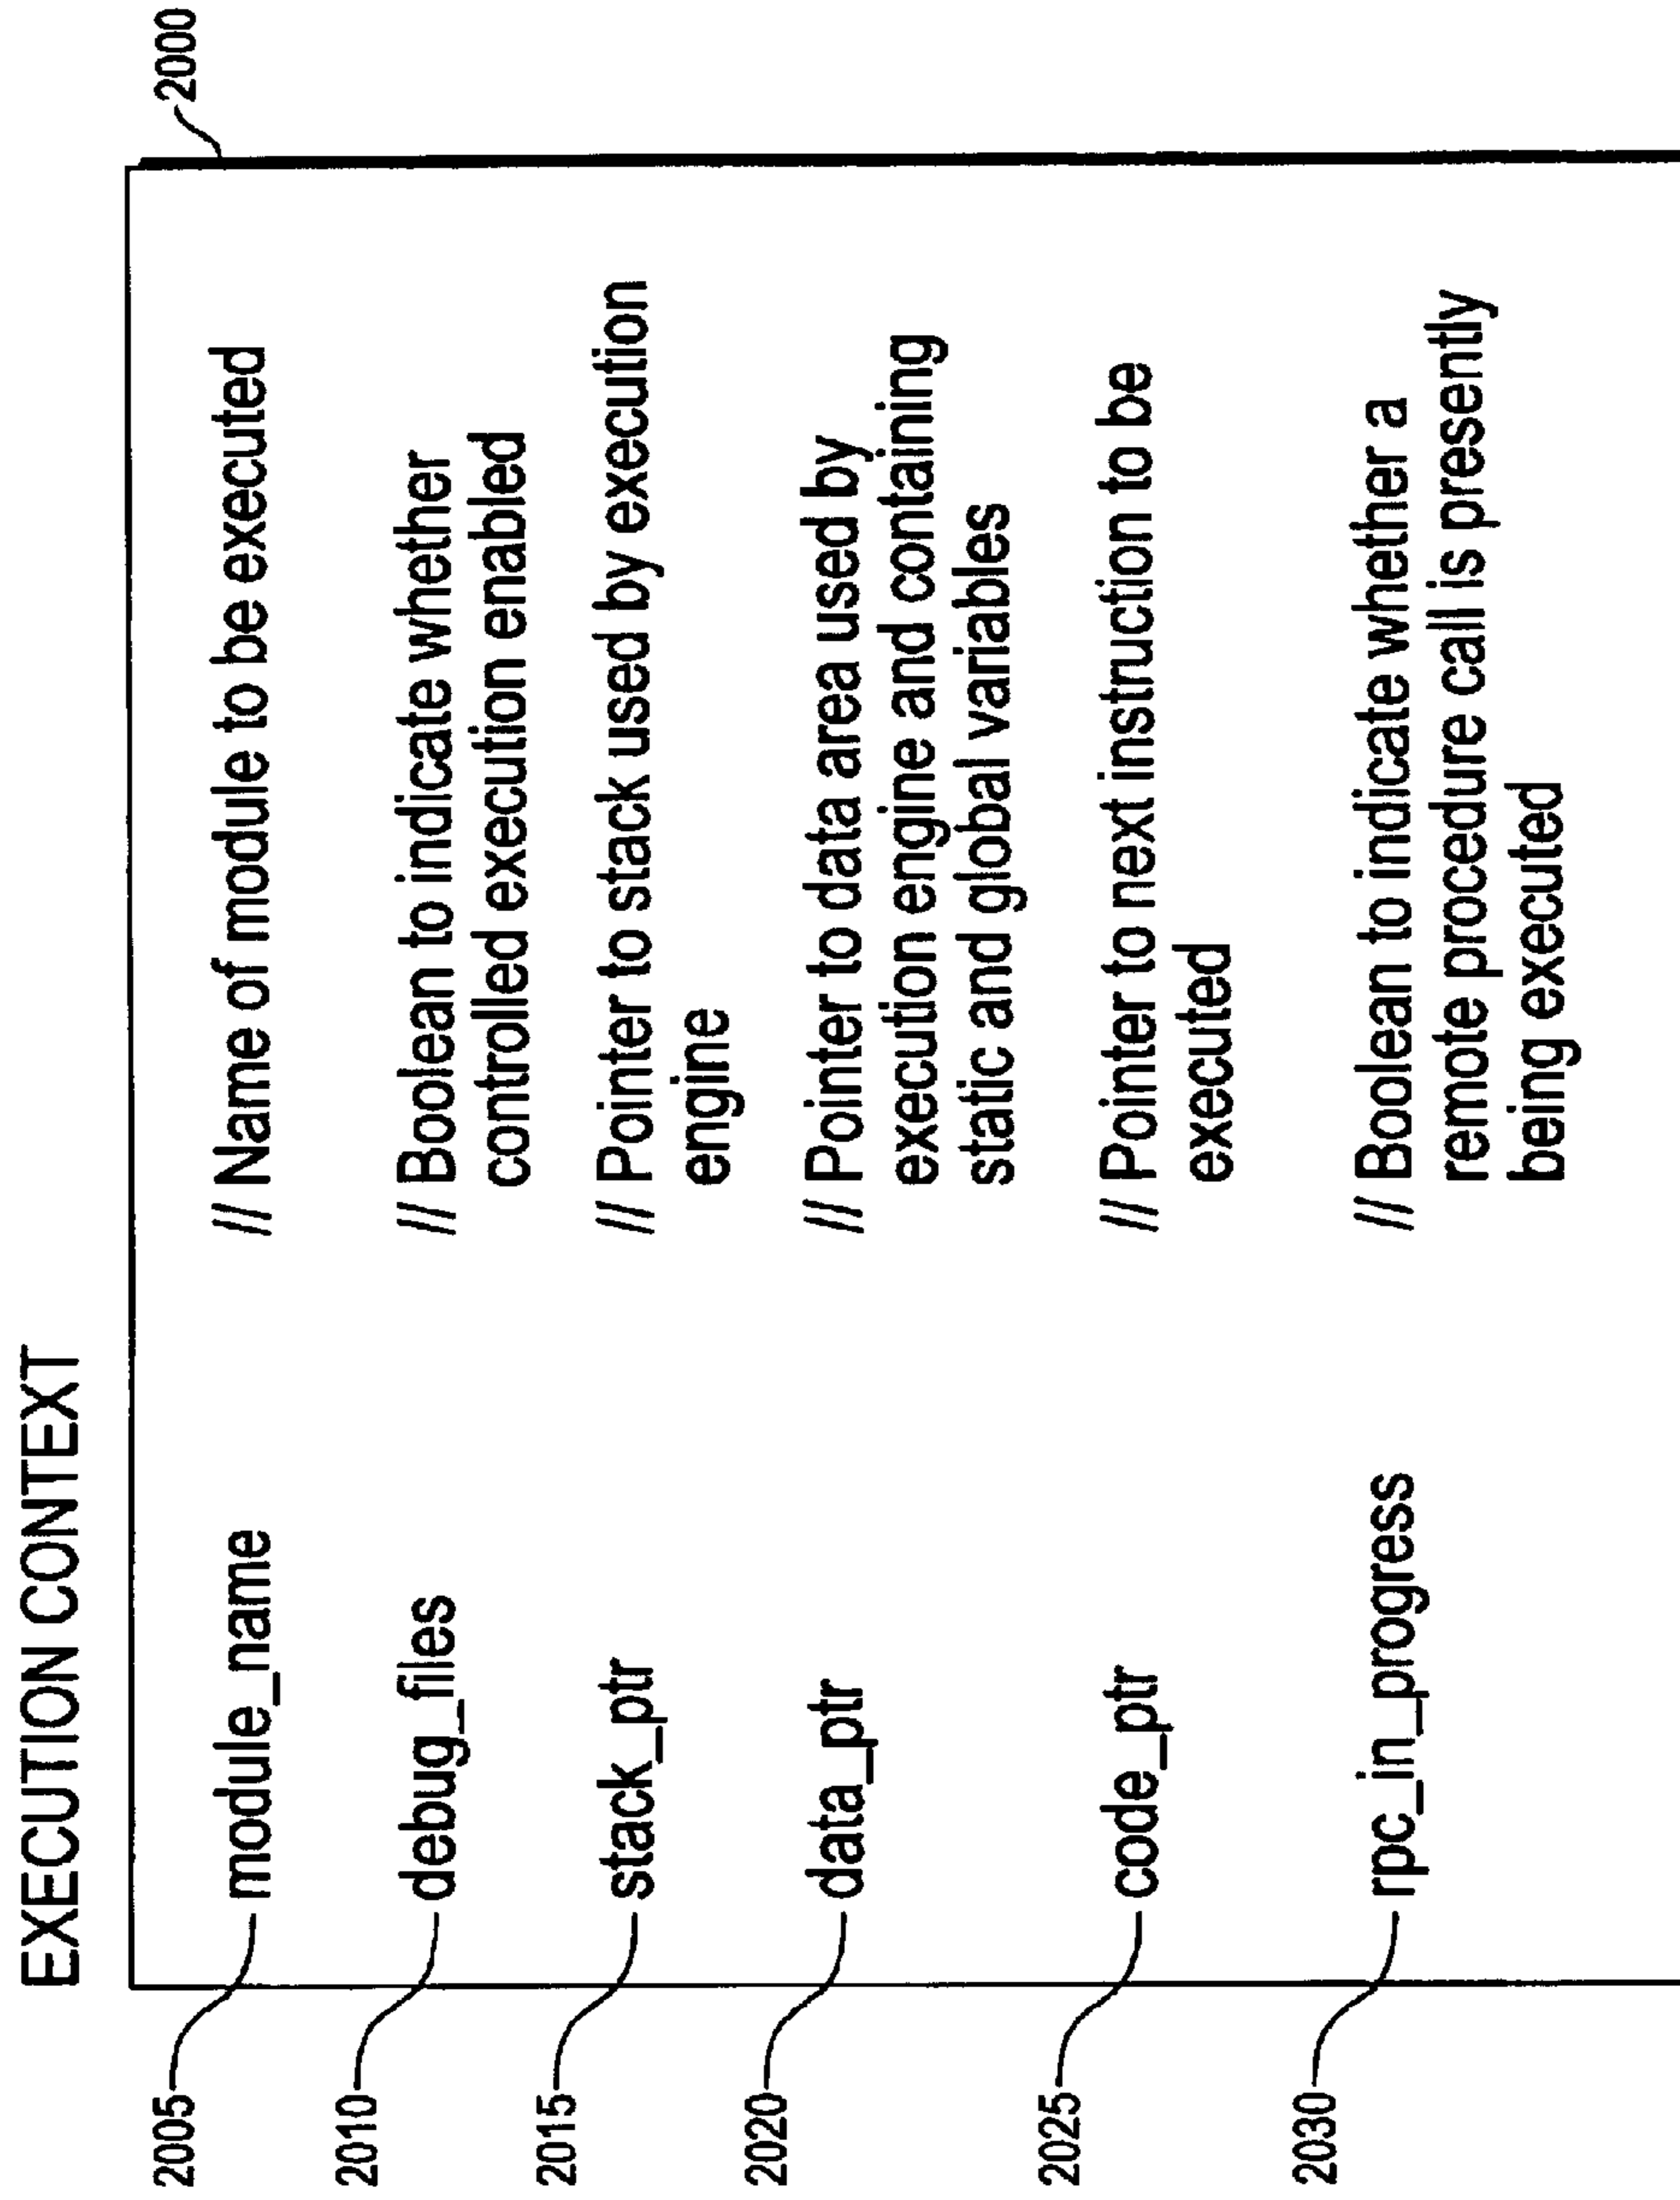 EXECUTION CONTEXT
2000
2005 module_name // Name of module to be executed
2010 debug_files // Boolean to indicate whether
controlled execution enabled
2015 stack_ptr // Pointer to stack used by execution
engine
2020 data_ptr // Pointer to data area used by
execution engine and containing
static and global variables
2025 code_ptr // Pointer to next instruction to be
executed
2030 rpc_in_progress // Boolean to indicate whether a
remote procedure call is presently
being executed